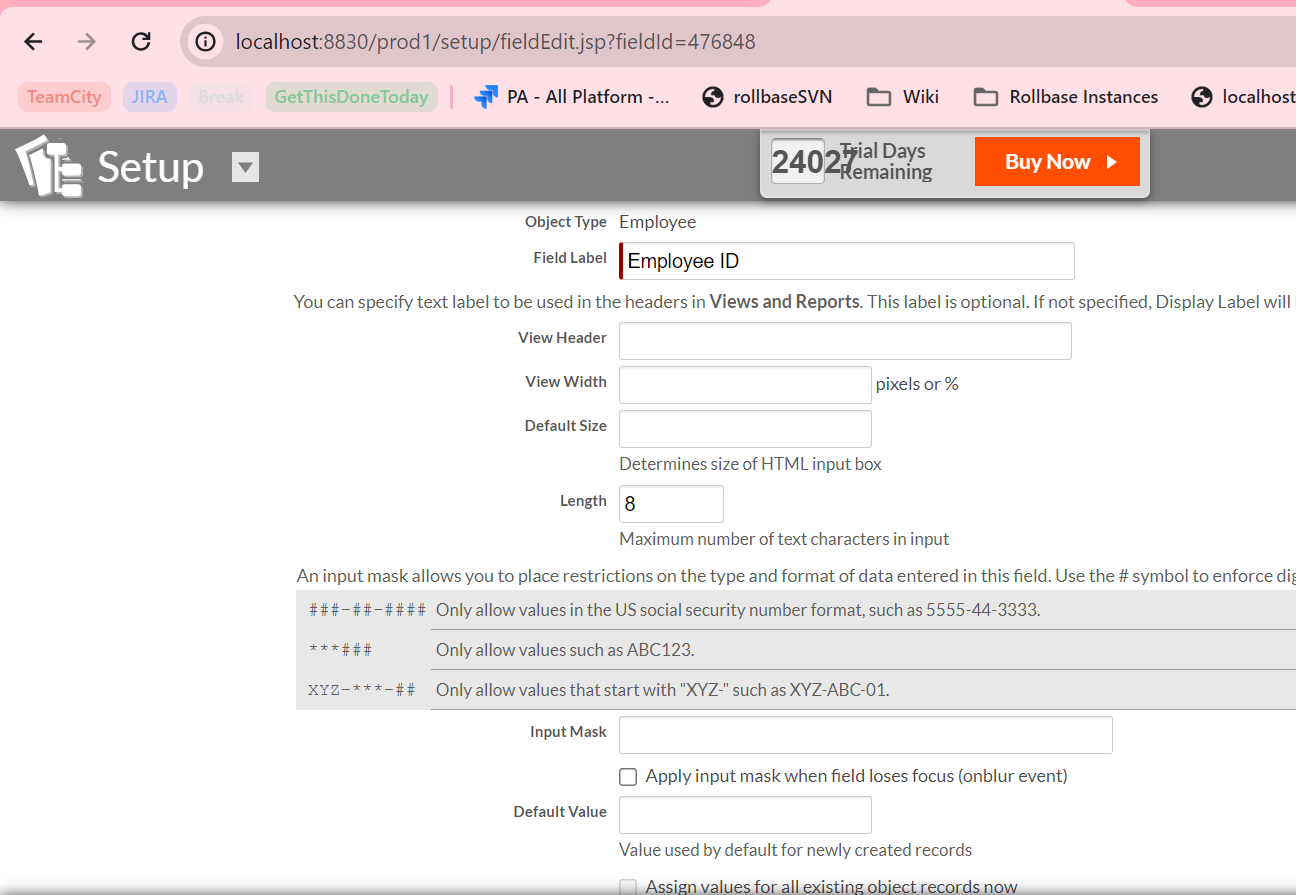 localhost:8830/prod1/setup/fieldEdit.jsp?fieldId=476848
TeamCity JIRA Break GetThisDoneToday PA - All Platform -... rollbaseSVN Wiki Rollbase Instances localhost
Setup 24027 Trial Days Remaining Buy Now
Object Type Employee
Field Label Employee ID
You can specify text label to be used in the headers in Views and Reports. This label is optional. If not specified, Display Label will
View Header
View Width pixels or %
Default Size
Determines size of HTML input box
Length 8
Maximum number of text characters in input
An input mask allows you to place restrictions on the type and format of data entered in this field. Use the # symbol to enforce dig
###-##-#### Only allow values in the US social security number format, such as 5555-44-3333.
***### Only allow values such as ABC123.
XYZ-***-## Only allow values that start with "XYZ-" such as XYZ-ABC-01.
Input Mask
Apply input mask when field loses focus (onblur event)
Default Value
Value used by default for newly created records
Assign values for all existing object records now